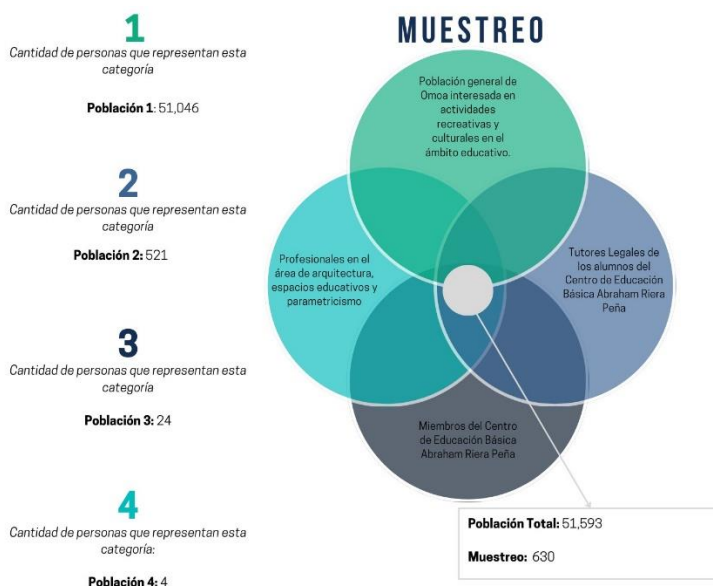 MUESTREO
1
Cantidad de personas que representan esta
categoría
Población 1: 51,046
2
Cantidad de personas que representan esta
categoría
Población 2: 521
3
Cantidad de personas que representan esta
categoría
Población 3: 24
4
Cantidad de personas que representan esta
categoría:
Población 4: 4
Población general de
Omoa interesada en
actividades
recreativas y
culturales en el
ámbito educativo.
Profesionales en el
área de arquitectura,
espacios educativos y
parametricismo
Tutores Legales de
los alumnos del
Centro de Educación
Básica Abraham Riera
Peña
Miembros del Centro
de Educación Básica
Abraham Riera Peña
Población Total: 51,593
Muestreo: 630